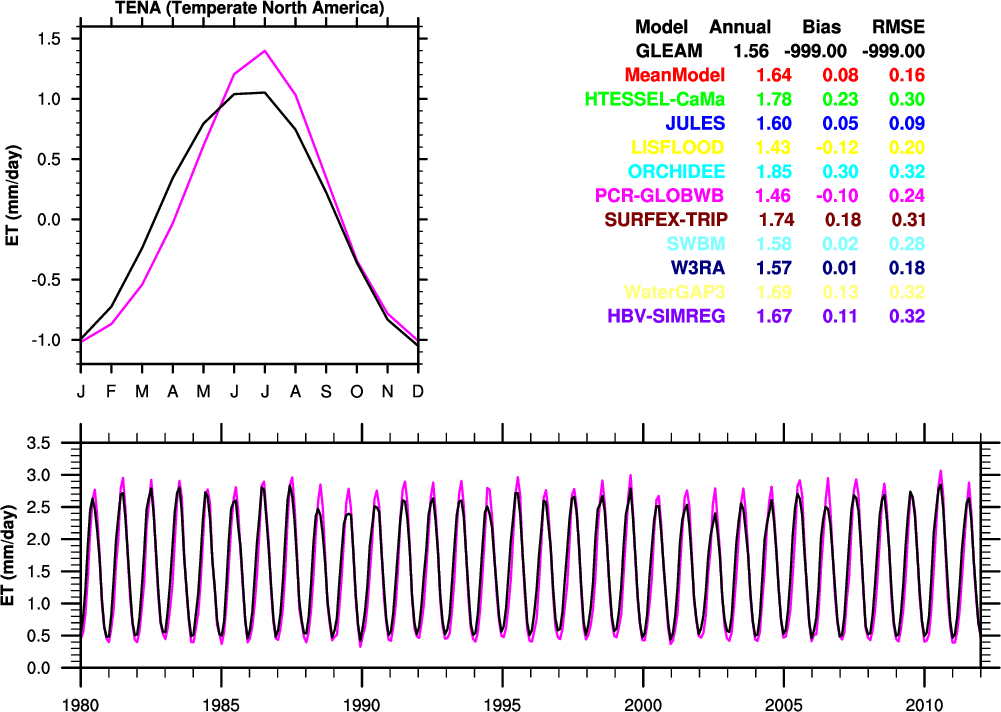 TENA (Temperate North America)
Model Annual Bias RMSE
GLEAM 1.56 -999.00 -999.00
MeanModel 1.64 0.08 0.16
HTESSEL-CaMa 1.78 0.23 0.30
JULES 1.60 0.05 0.09
LISFLOOD 1.43 -0.12 0.20
ORCHIDEE 1.85 0.30 0.32
PCR-GLOBWB 1.46 -0.10 0.24
SURFEX-TRIP 1.74 0.18 0.31
SWBM 1.58 0.02 0.28
W3RA 1.57 0.01 0.18
WaterGAP3 1.69 0.13 0.32
HBV-SIMREG 1.67 0.11 0.32
ET (mm/day)
1.5
1.0
0.5
0.0
-0.5
-1.0
J F M A M J J A S O N D
ET (mm/day)
3.5
3.0
2.5
2.0
1.5
1.0
0.5
0.0
1980 1985 1990 1995 2000 2005 2010